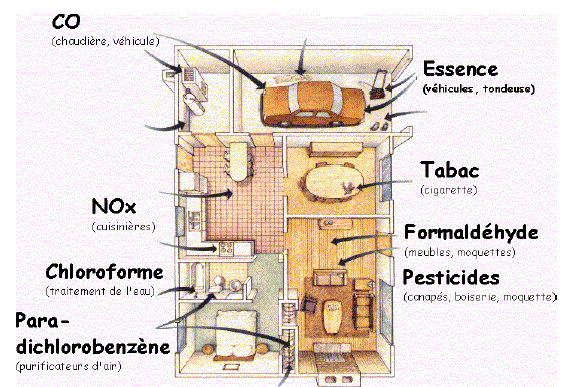 CO
(chaudière, véhicule)
Essence
(véhicules, tondeuse)
Tabac
(cigarette)
NOx
(cuisinières)
Formaldéhyde
(meubles, moquettes)
Chloroforme
(traitement de l'eau)
Pesticides
(canapés, boiserie, moquette)
Para-
dichlorobenzène
(purificateurs d'air)